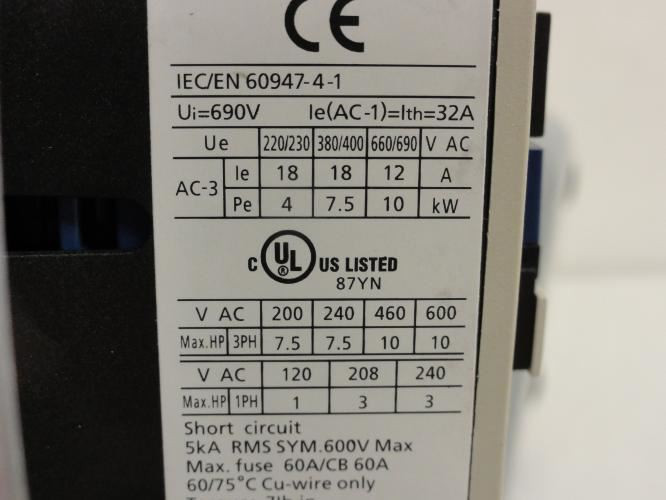 CE
IEC/EN 60947-4-1
Ui=690V Ie(AC-1)=Ith=32A
Ue 220/230 380/400 660/690 V AC
AC-3 Ie 18 18 12 A
Pe 4 7.5 10 kW
C UL ® US LISTED
87YN
V AC 200 240 460 600
Max.HP 3PH 7.5 7.5 10 10
V AC 120 208 240
Max.HP 1PH 1 3 3
Short circuit
5kA RMS SYM.600V Max
Max. fuse 60A/CB 60A
60/75°C Cu-wire only